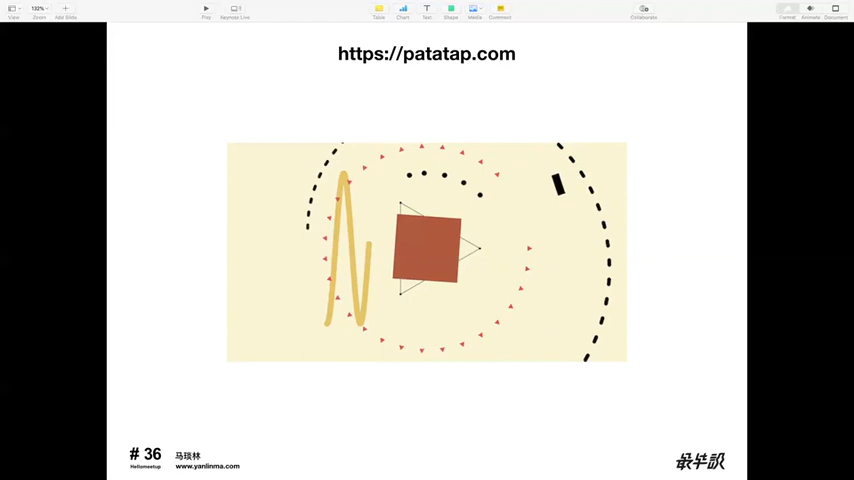 132%
View
Zoom
Add Slide
Play
Keynote Live
Table
Chart
Text
Shape
Media
Comment
Collaborate
Format
Animate
Document
https://patatap.com
# 36
Hellomeetup
马琰林
www.yanlinma.com